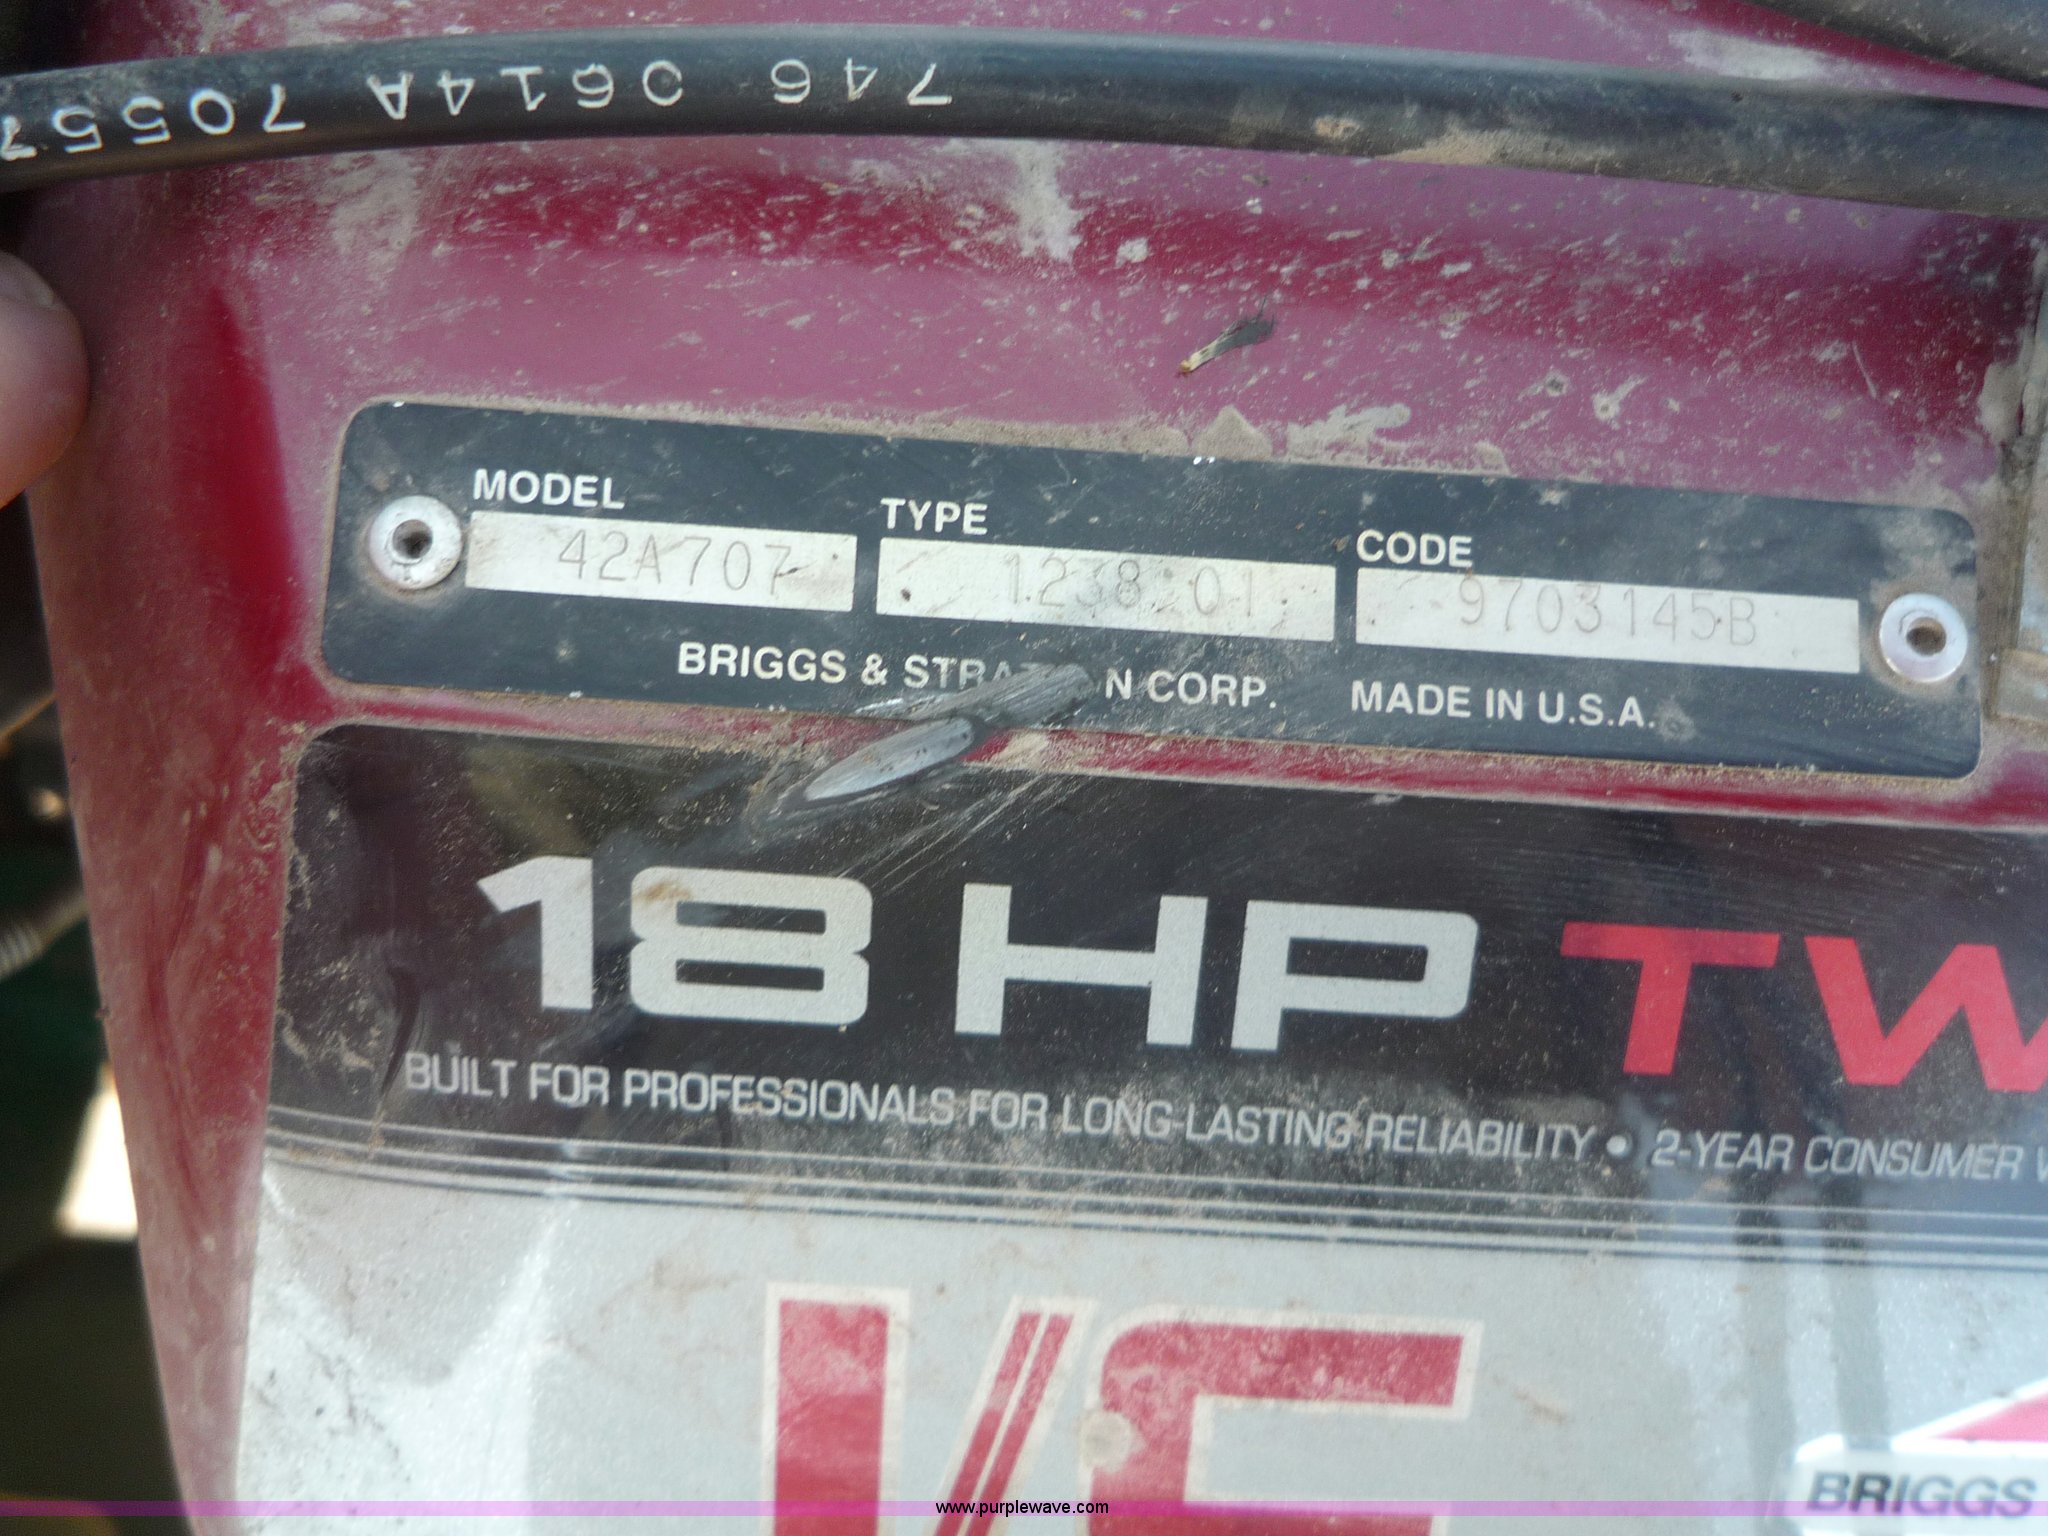 746 0614A 7055
MODEL TYPE CODE
42A707 1238 01 9703145B
BRIGGS & STRATTON CORP. MADE IN U.S.A.
18 HP TW
BUILT FOR PROFESSIONALS FOR LONG-LASTING RELIABILITY • 2-YEAR CONSUMER
I/C
BRIGGS
www.purplewave.com